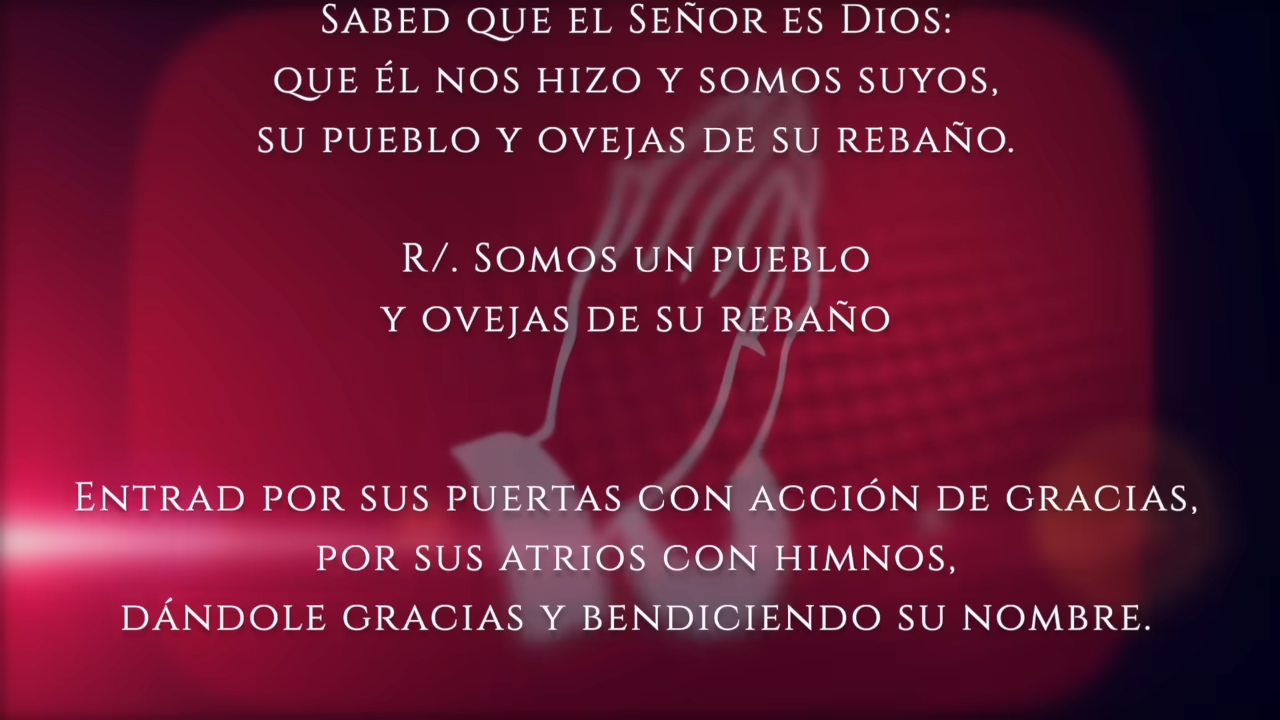 Sabed que el Señor es Dios:
que él nos hizo y somos suyos,
su pueblo y ovejas de su rebaño.
R/. Somos un pueblo
y ovejas de su rebaño
Entrad por sus puertas con acción de gracias,
por sus atrios con himnos,
dándole gracias y bendiciendo su nombre.